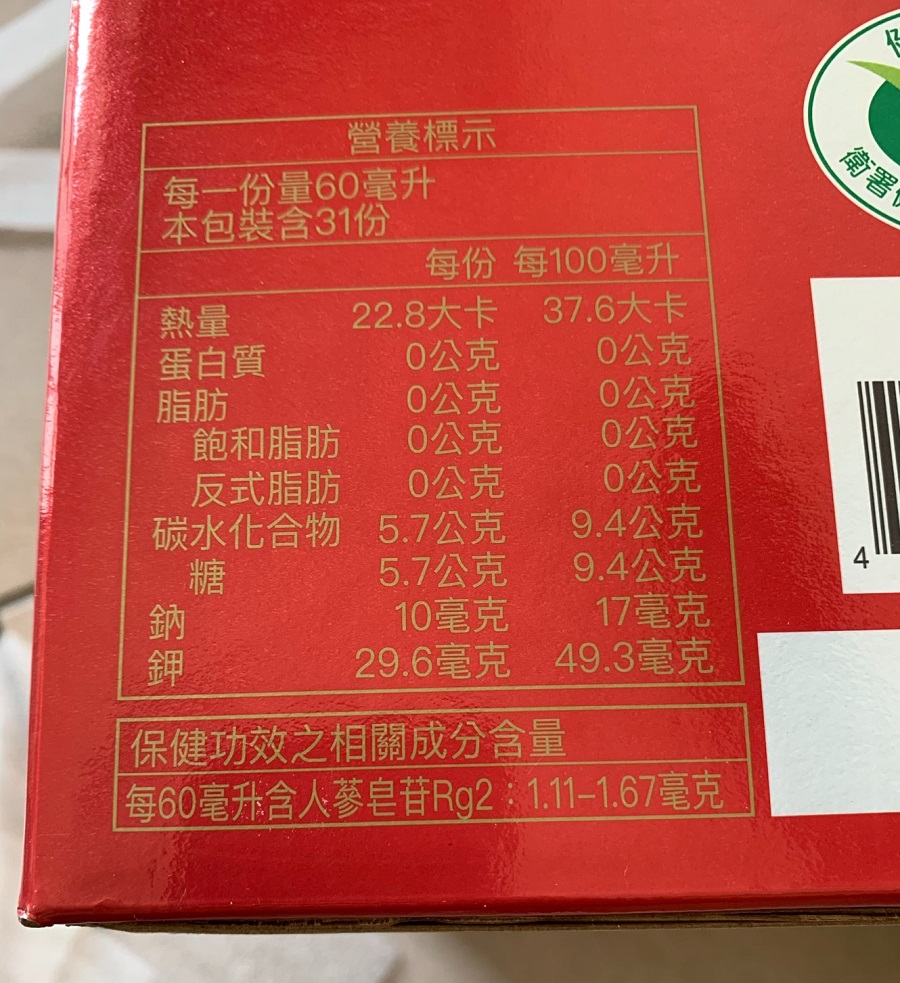 營養標示
每一份量60毫升
本包裝含31份
每份 每100毫升
熱量 22.8大卡 37.6大卡
蛋白質 0公克 0公克
脂肪 0公克 0公克
飽和脂肪 0公克 0公克
反式脂肪 0公克 0公克
碳水化合物 5.7公克 9.4公克
糖 5.7公克 9.4公克
鈉 10毫克 17毫克
鉀 29.6毫克 49.3毫克
保健功效之相關成分含量
每60毫升含人蔘皂苷Rg2：1.11-1.67毫克
衛署
4